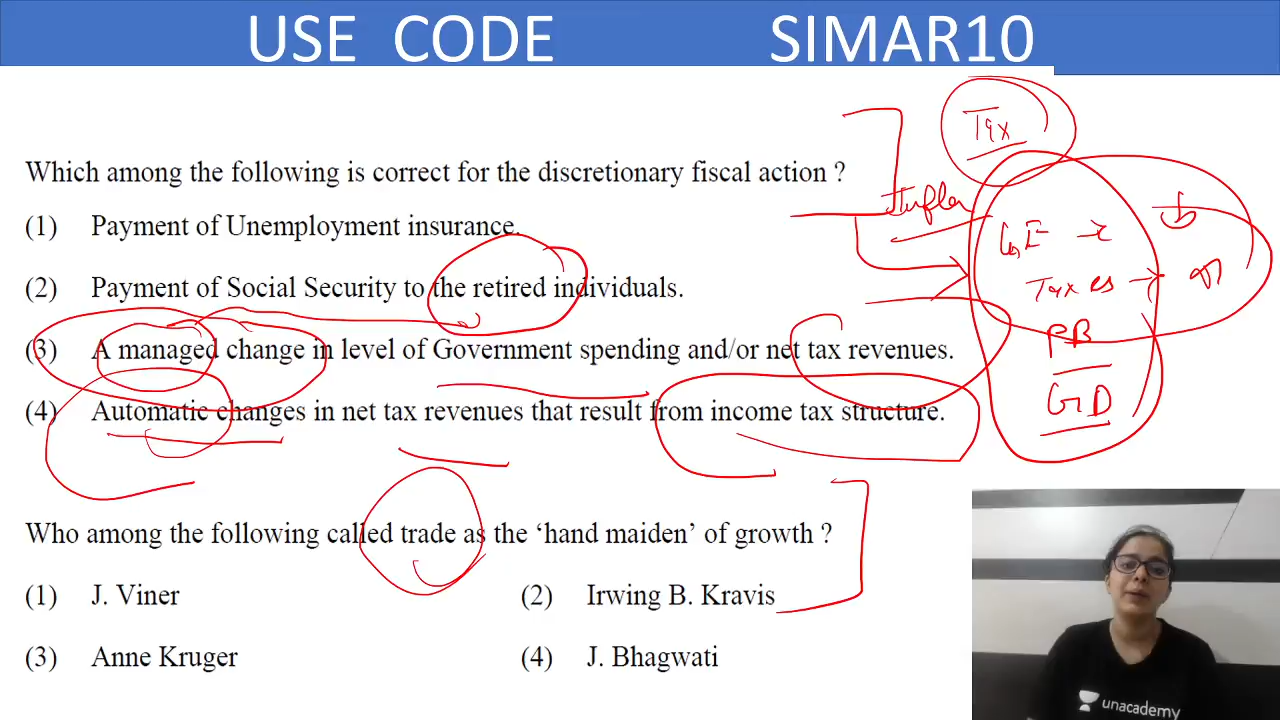 USE CODE SIMAR10
Tax
Which among the following is correct for the discretionary fiscal action ?
(1) Payment of Unemployment insurance.
(2) Payment of Social Security to the retired individuals.
Taxes →
PB
(3) A managed change in level of Government spending and/or net tax revenues.
GD
(4) Automatic changes in net tax revenues that result from income tax structure.
Who among the following called trade as the ‘hand maiden’ of growth ?
(1) J. Viner (2) Irwing B. Kravis
(3) Anne Kruger (4) J. Bhagwati
unacademy